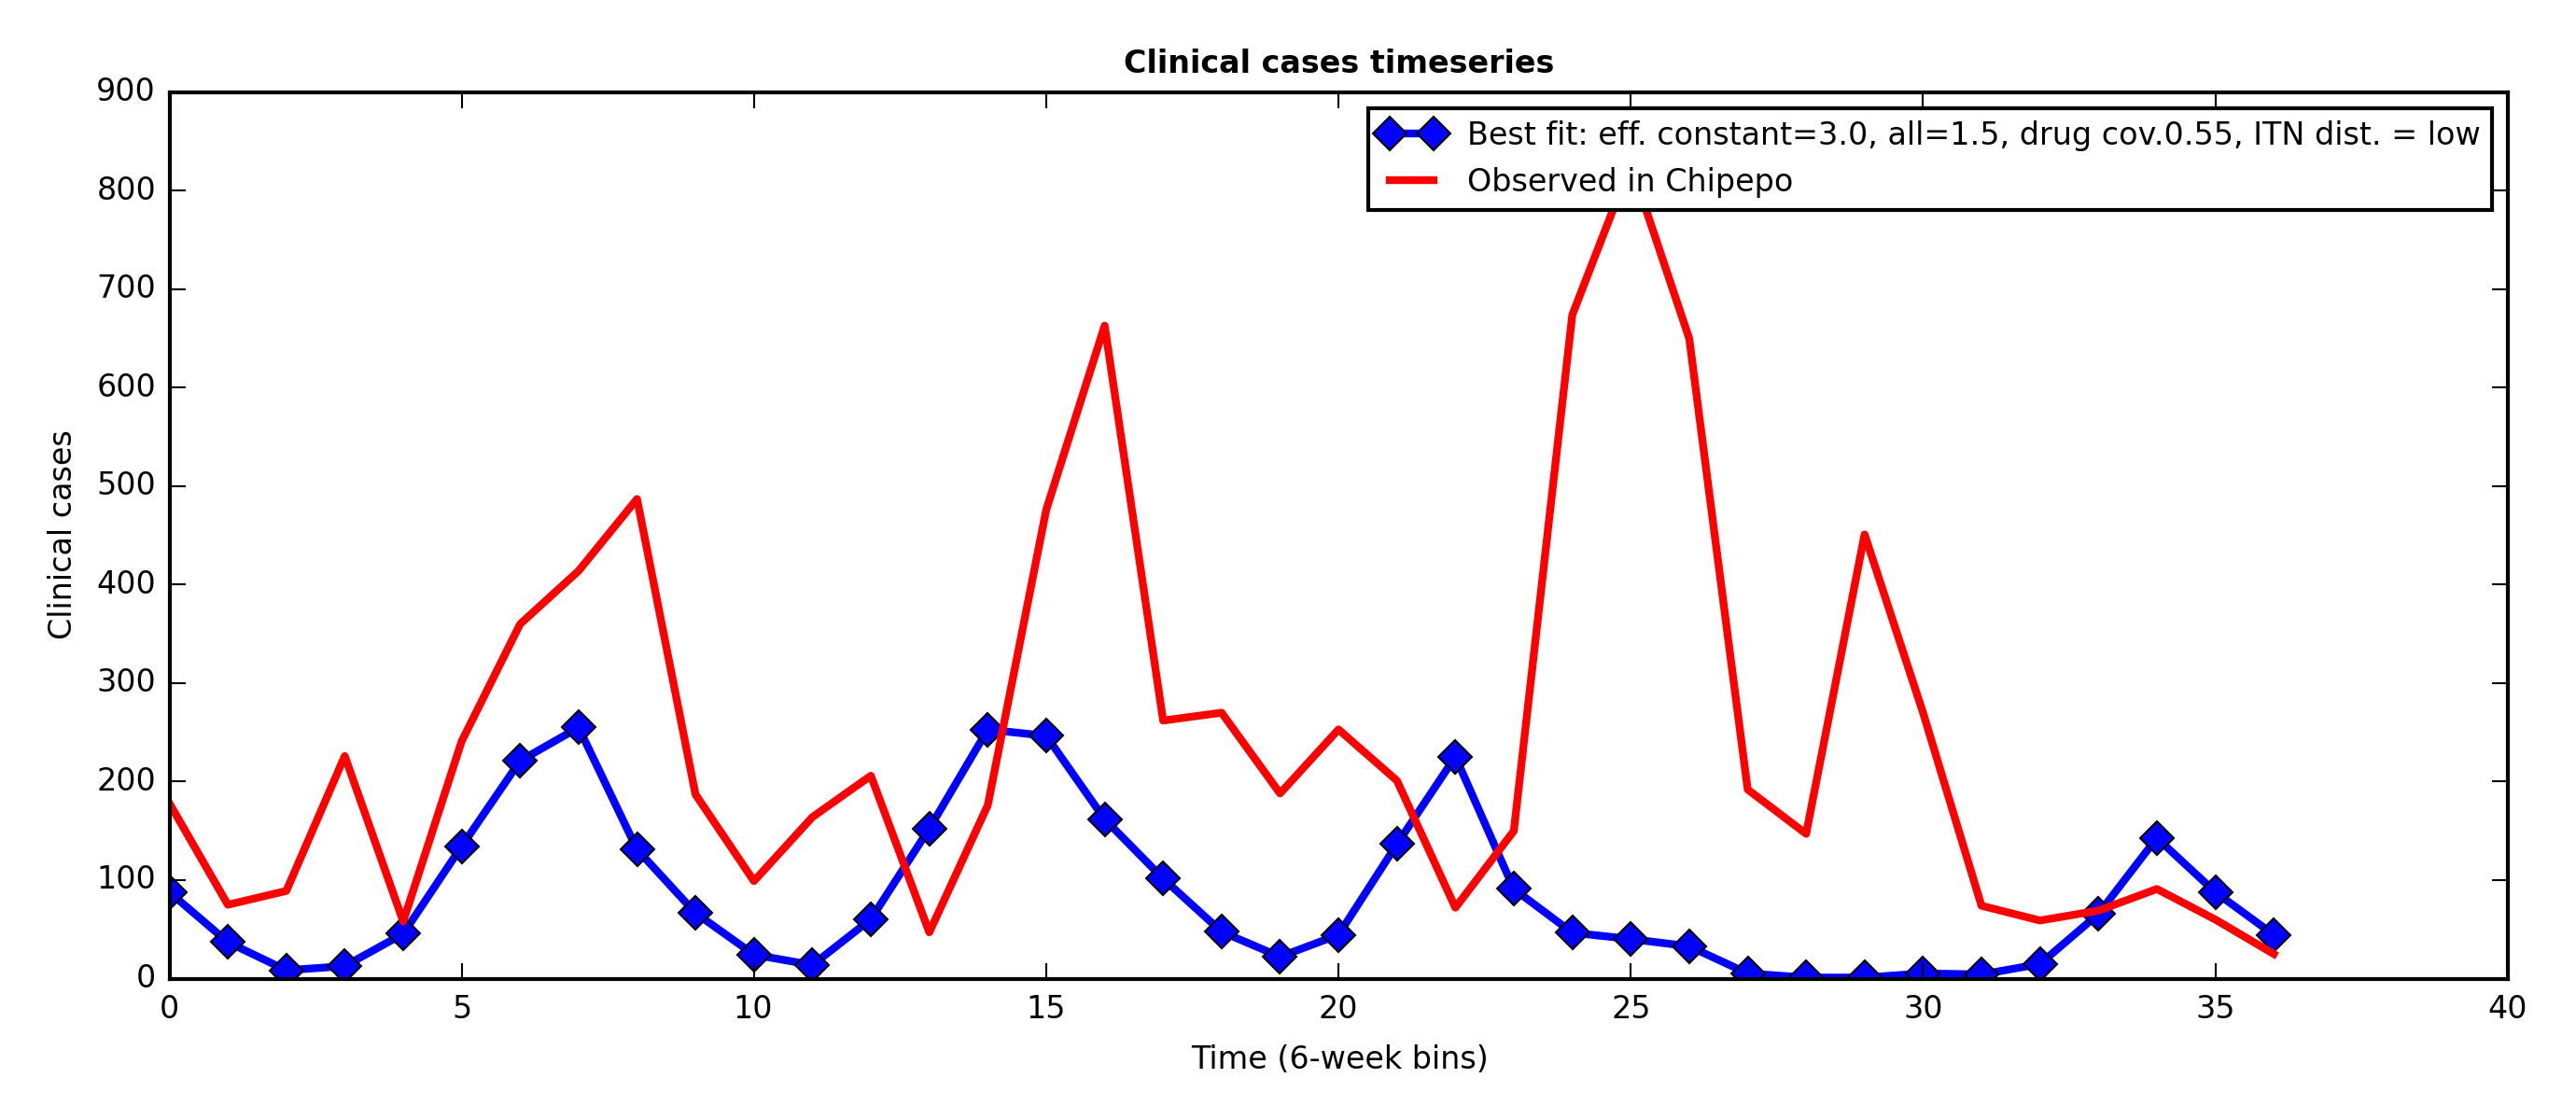 Clinical cases timeseries
900
800
700
600
500
400
300
200
100
0
Clinical cases
Best fit: eff. constant=3.0, all=1.5, drug cov.0.55, ITN dist. = low
Observed in Chipepo
0 5 10 15 20 25 30 35 40
Time (6-week bins)